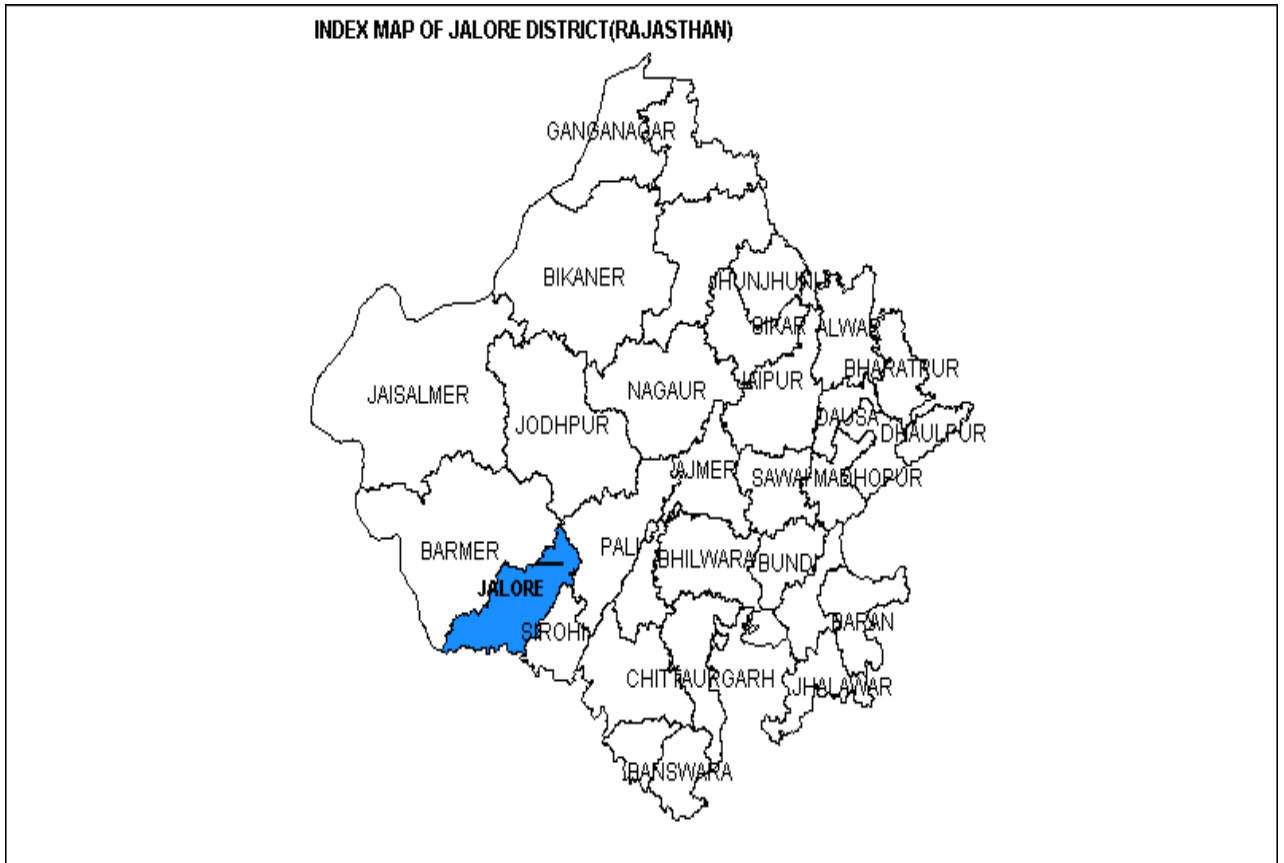 INDEX MAP OF JALORE DISTRICT(RAJASTHAN)
GANGANAGAR
BIKANER
JHUNJHUNU
SIKAR
ALWAR
BHARATPUR
JAISALMER
NAGAUR
JAIPUR
JODHPUR
DAUSA
DHAULPUR
AJMER
SAWAI MADHOPUR
BARMER
PALI
BHILWARA
BUNDI
JALORE
SIROHI
BARAN
CHITTAURGARH
JHALAWAR
BANSWARA